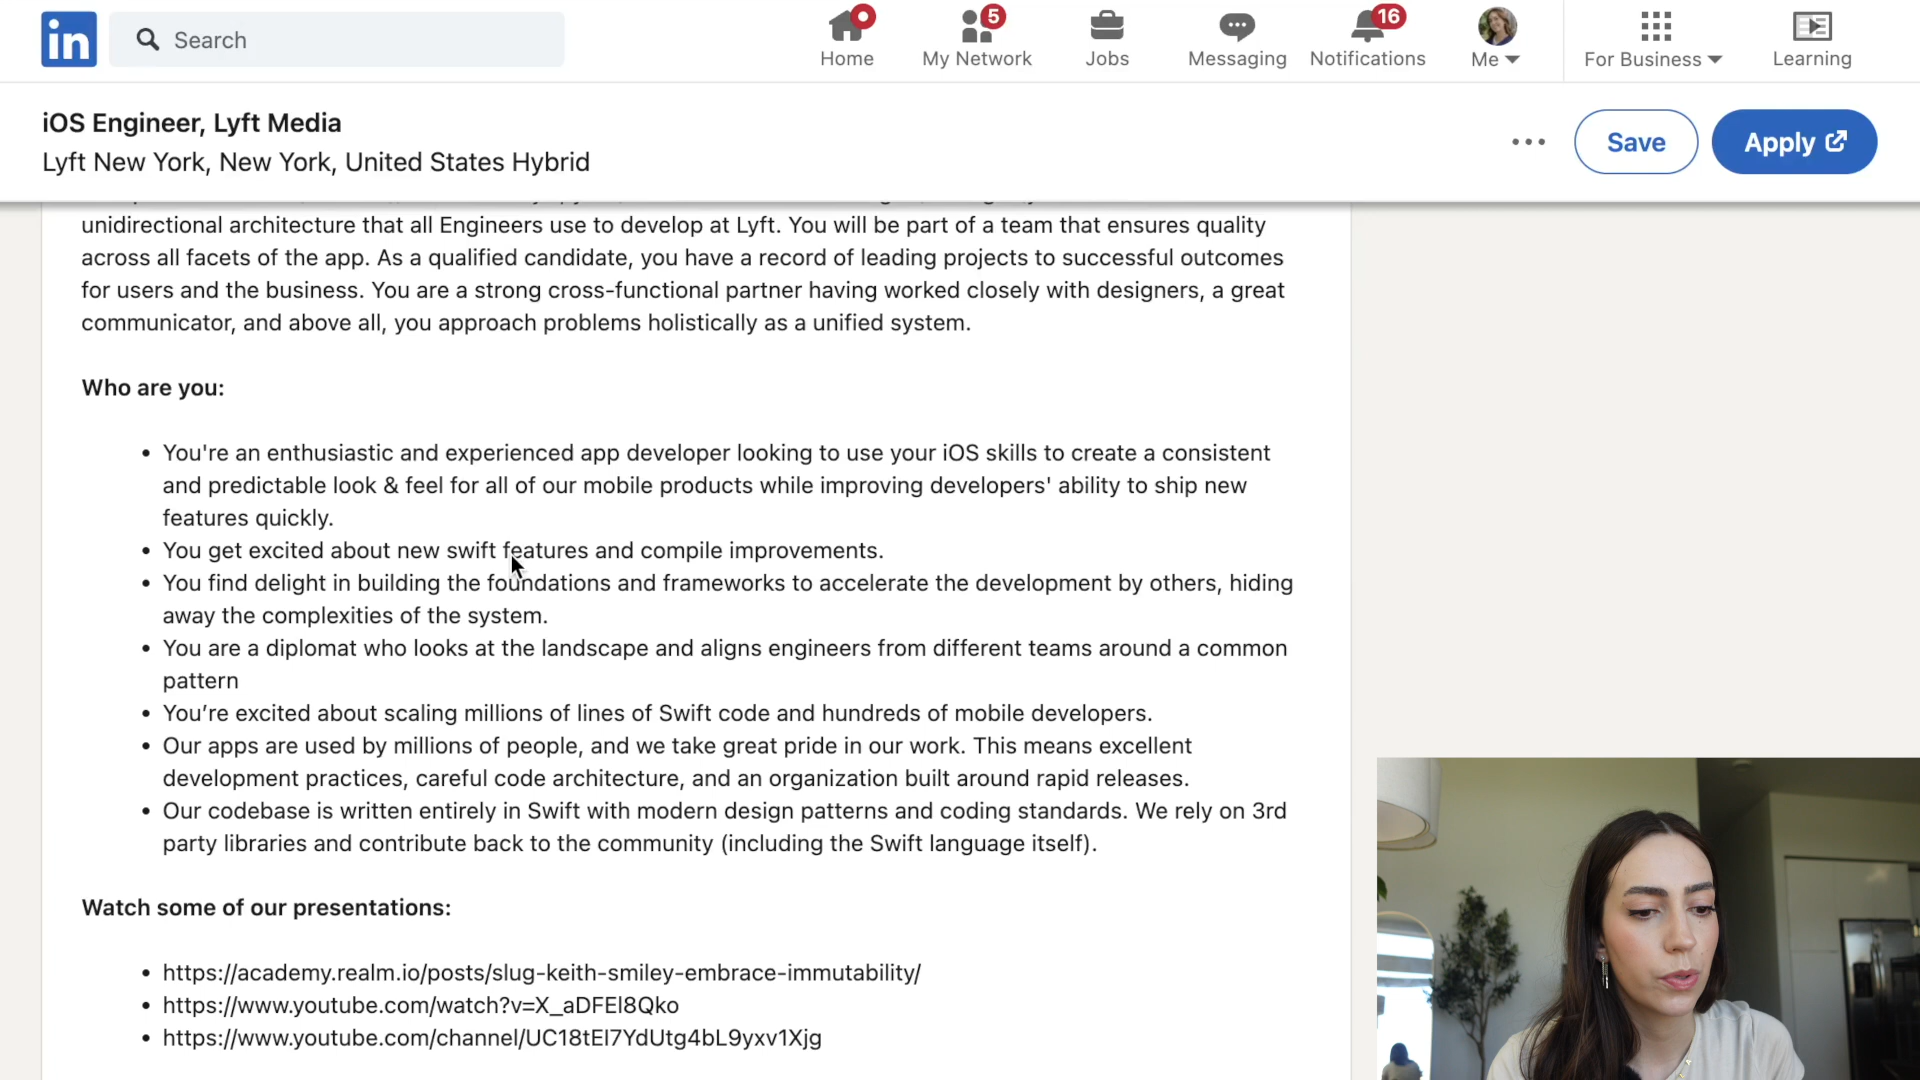 in
Search
Home
5
My Network
Jobs
Messaging
16
Notifications
Me
For Business
Learning
iOS Engineer, Lyft Media
Lyft New York, New York, United States Hybrid
Save
Apply
unidirectional architecture that all Engineers use to develop at Lyft. You will be part of a team that ensures quality
across all facets of the app. As a qualified candidate, you have a record of leading projects to successful outcomes
for users and the business. You are a strong cross-functional partner having worked closely with designers, a great
communicator, and above all, you approach problems holistically as a unified system.
Who are you:
• You're an enthusiastic and experienced app developer looking to use your iOS skills to create a consistent
and predictable look & feel for all of our mobile products while improving developers' ability to ship new
features quickly.
• You get excited about new swift features and compile improvements.
• You find delight in building the foundations and frameworks to accelerate the development by others, hiding
away the complexities of the system.
• You are a diplomat who looks at the landscape and aligns engineers from different teams around a common
pattern
• You’re excited about scaling millions of lines of Swift code and hundreds of mobile developers.
• Our apps are used by millions of people, and we take great pride in our work. This means excellent
development practices, careful code architecture, and an organization built around rapid releases.
• Our codebase is written entirely in Swift with modern design patterns and coding standards. We rely on 3rd
party libraries and contribute back to the community (including the Swift language itself).
Watch some of our presentations:
• https://academy.realm.io/posts/slug-keith-smiley-embrace-immutability/
• https://www.youtube.com/watch?v=X_aDFEl8Qko
• https://www.youtube.com/channel/UC18tEl7YdUtg4bL9yxv1Xjg